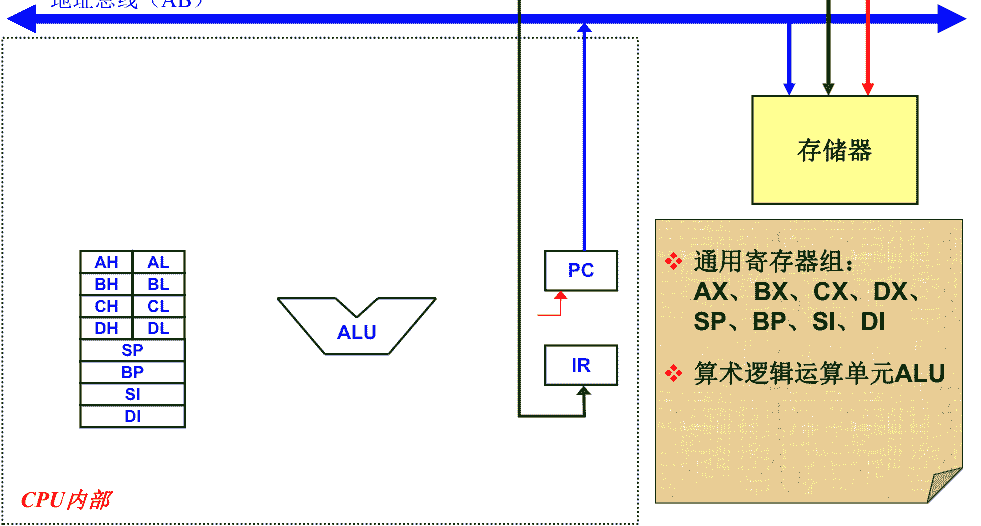 地址总线（AB）
存储器
AH AL
BH BL
CH CL
DH DL
SP
BP
SI
DI
ALU
PC
IR
通用寄存器组：
AX、BX、CX、DX、
SP、BP、SI、DI
算术逻辑运算单元ALU
CPU内部